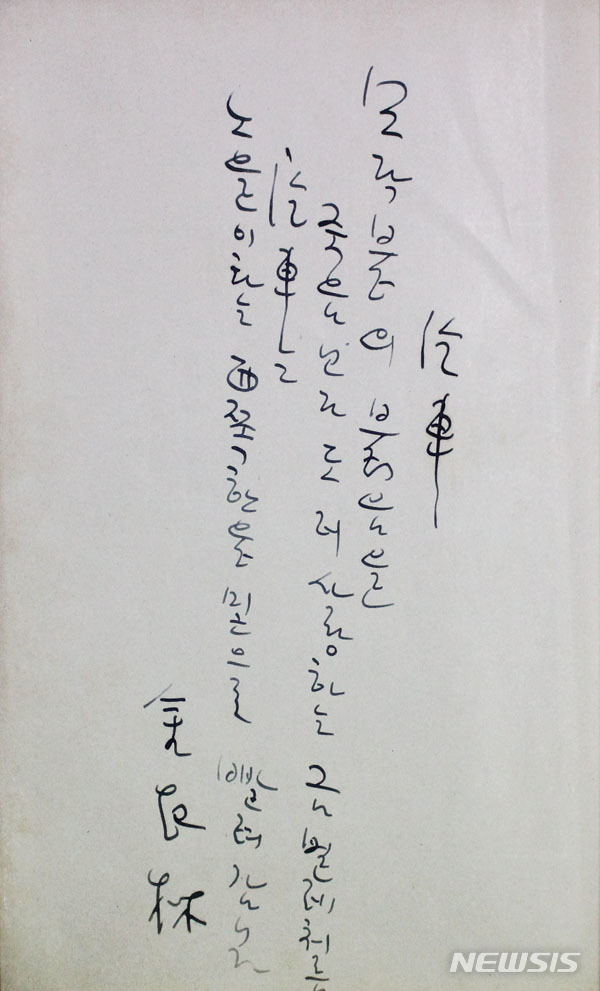 汽車
모닥불의 붉음을
죽음보다도 더 사랑하는 금벌레처럼
汽車는
노을이타는 西쪽하늘 밑으로 빨려갑니다
金起林
NEWSIS